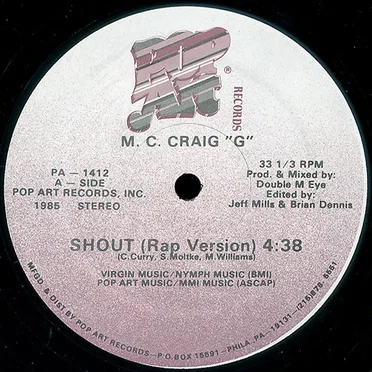 POP
ART
®
RECORDS
M. C. CRAIG "G"
PA - 1412
A - SIDE
POP ART RECORDS, INC.
1985 STEREO
33 1/3 RPM
Prod. & Mixed by:
Double M Eye
Edited by:
Jeff Mills & Brian Dennis
SHOUT (Rap Version) 4:38
(C.Curry, S.Moltke, M.Williams)
VIRGIN MUSIC/NYMPH MUSIC (BMI)
POP ART MUSIC/MMI MUSIC (ASCAP)
MFGD. & DIST BY POP ART RECORDS—P.O.BOX 15691—PHILA, PA—19131—(215)878. 5551